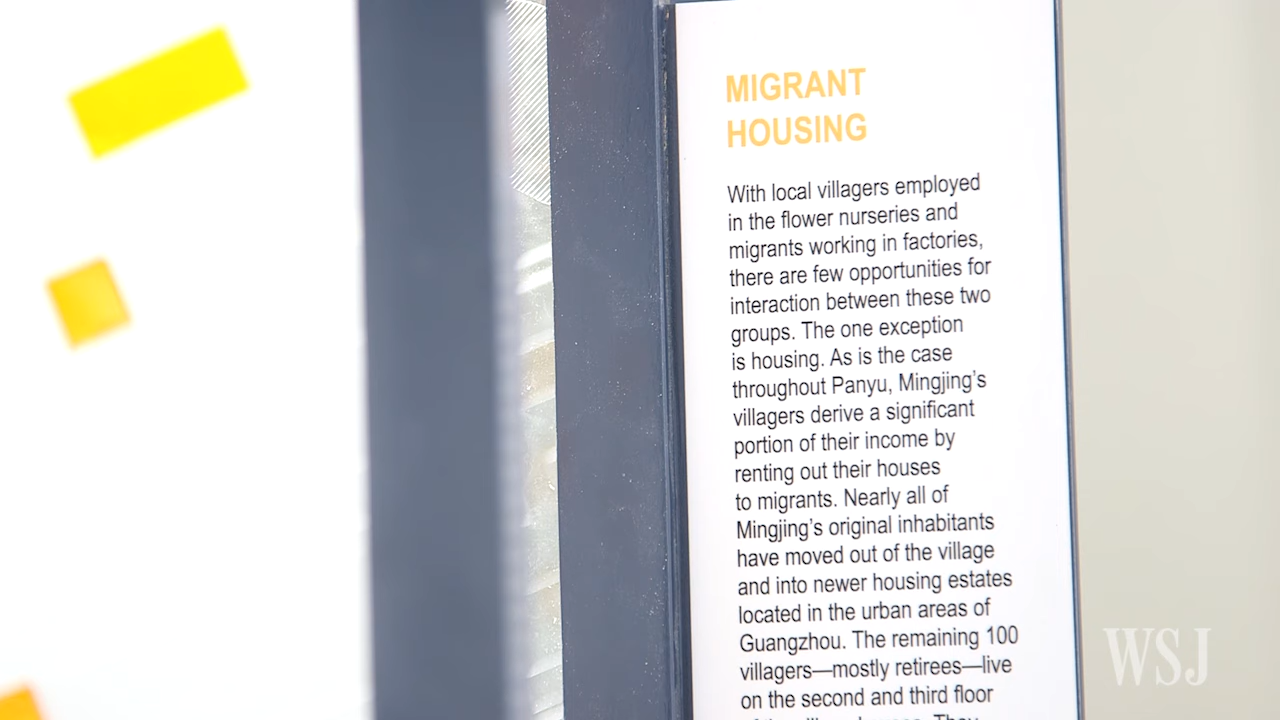 MIGRANT
HOUSING
With local villagers employed
in the flower nurseries and
migrants working in factories,
there are few opportunities for
interaction between these two
groups. The one exception
is housing. As is the case
throughout Panyu, Mingjing’s
villagers derive a significant
portion of their income by
renting out their houses
to migrants. Nearly all of
Mingjing’s original inhabitants
have moved out of the village
and into newer housing estates
located in the urban areas of
Guangzhou. The remaining 100
villagers—mostly retirees—live
on the second and third floor
They
WSJ